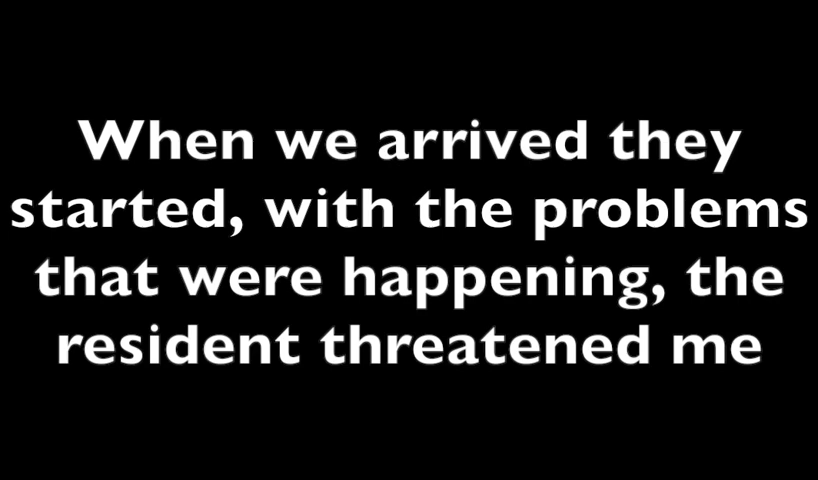 When we arrived they
started, with the problems
that were happening, the
resident threatened me